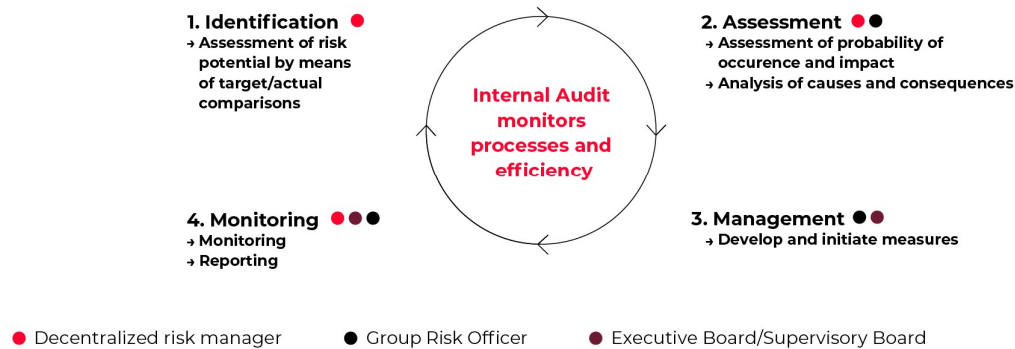 1. Identification
→ Assessment of risk
potential by means
of target/actual
comparisons
2. Assessment
→ Assessment of probability of
occurence and impact
→ Analysis of causes and consequences
Internal Audit
monitors
processes and
efficiency
4. Monitoring
→ Monitoring
→ Reporting
3. Management
→ Develop and initiate measures
Decentralized risk manager
Group Risk Officer
Executive Board/Supervisory Board